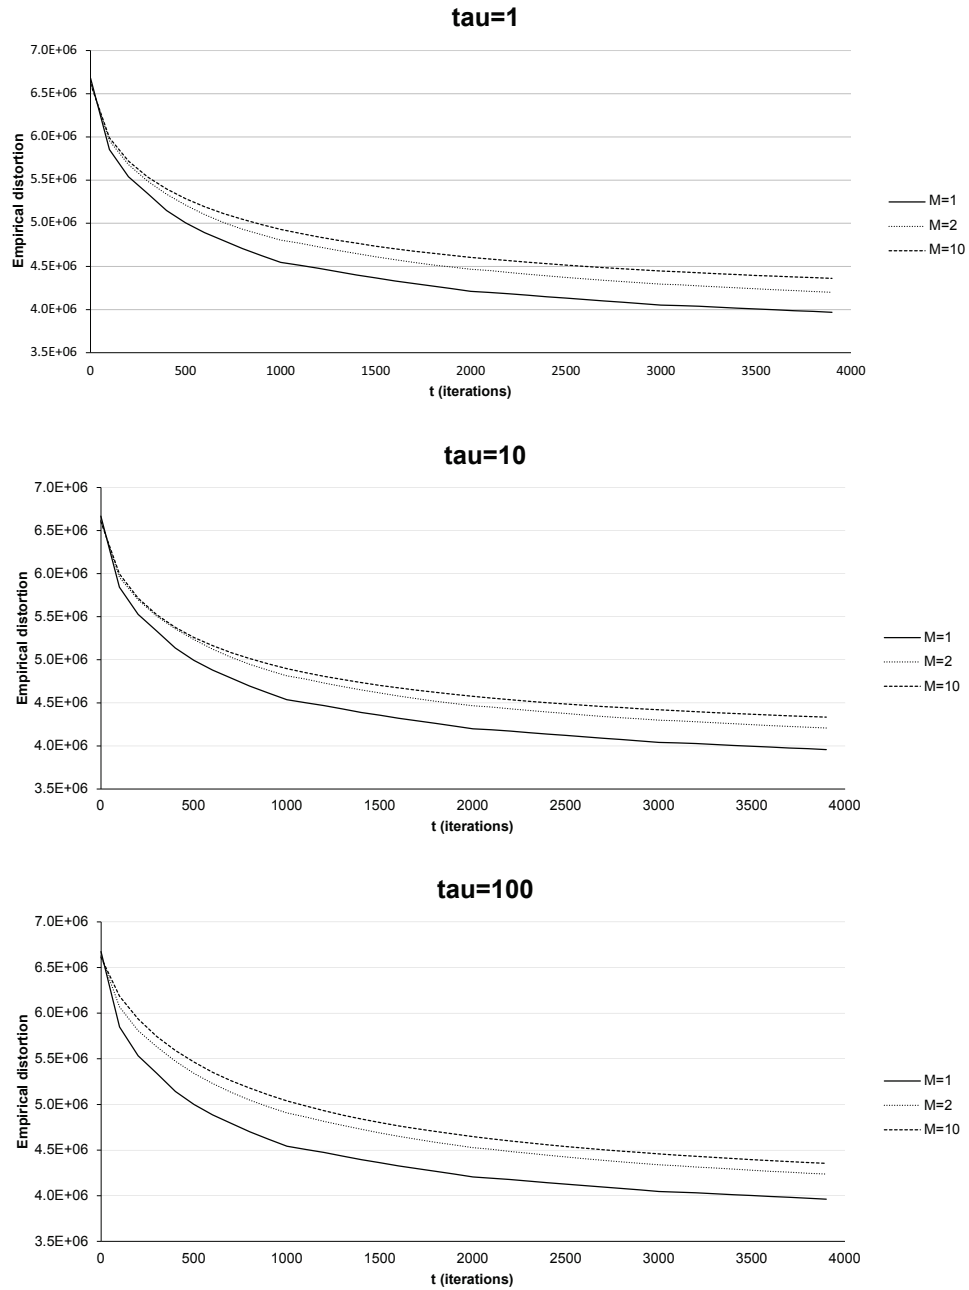 tau=1
7.0E+06
6.5E+06
6.0E+06
5.5E+06
5.0E+06
4.5E+06
4.0E+06
3.5E+06
Empirical distortion
0 500 1000 1500 2000 2500 3000 3500 4000
t (iterations)
M=1
M=2
M=10
tau=10
7.0E+06
6.5E+06
6.0E+06
5.5E+06
5.0E+06
4.5E+06
4.0E+06
3.5E+06
Empirical distortion
0 500 1000 1500 2000 2500 3000 3500 4000
t (iterations)
M=1
M=2
M=10
tau=100
7.0E+06
6.5E+06
6.0E+06
5.5E+06
5.0E+06
4.5E+06
4.0E+06
3.5E+06
Empirical distortion
0 500 1000 1500 2000 2500 3000 3500 4000
t (iterations)
M=1
M=2
M=10